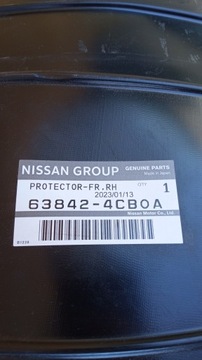 NISSAN GROUP GENUINE PARTS
Made in Japan
PROTECTOR-FR.RH QTY 1
2023/01/13
63842-4CB0A
Nissan Motor Co., Ltd.